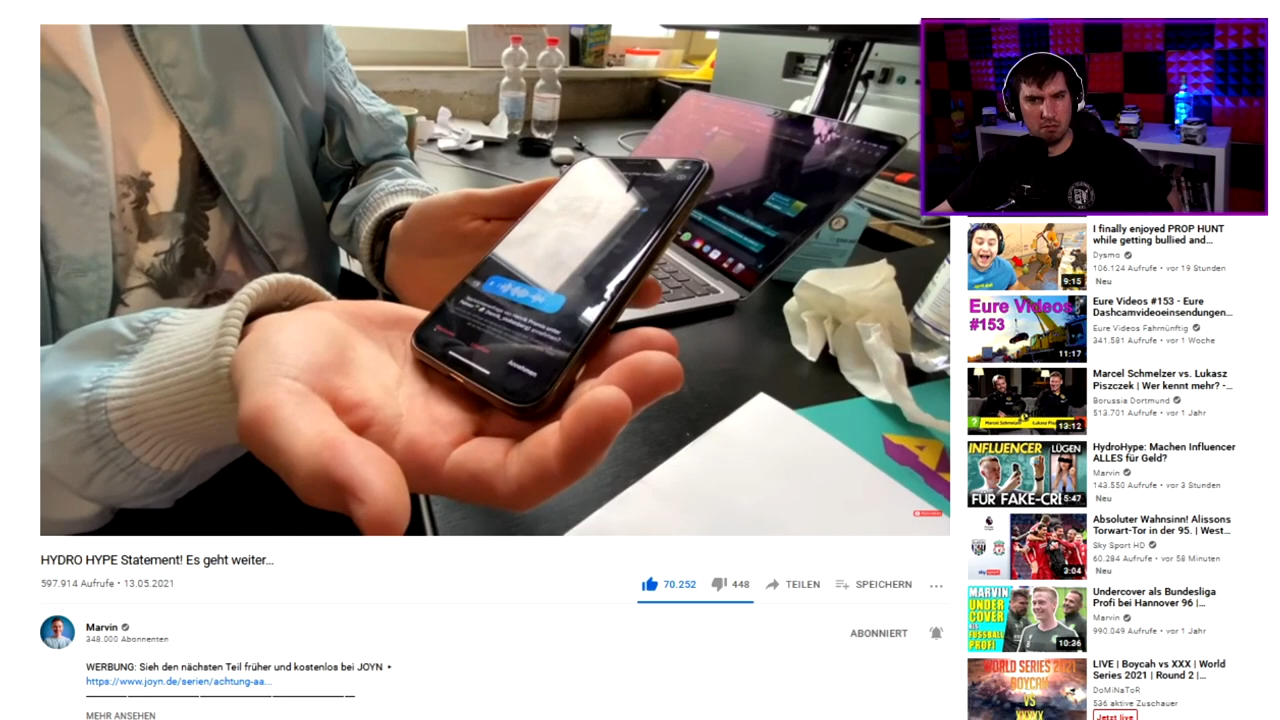 HYDRO HYPE Statement! Es geht weiter...
597.914 Aufrufe • 13.05.2021
70.252
448
TEILEN
SPEICHERN
Marvin
348.000 Abonnenten
ABONNIERT
WERBUNG: Sieh den nächsten Teil früher und kostenlos bei JOYN
https://www.joyn.de/serien/achtung-aa...
MEHR ANSEHEN
Annehmen
9:15
I finally enjoyed PROP HUNT
while getting bullied and...
Dysmo
106.124 Aufrufe • vor 19 Stunden
Neu
Eure Videos
#153
11:17
Eure Videos #153 - Eure
Dashcamvideoeinsendungen...
Eure Videos Fahrnünftig
341.581 Aufrufe • vor 1 Woche
13:12
Marcel Schmelzer vs. Lukasz
Piszczek | Wer kennt mehr? -...
Borussia Dortmund
513.701 Aufrufe • vor 1 Jahr
INFLUENCER LÜGEN
FÜR FAKE-CR
5:47
HydroHype: Machen Influencer
ALLES für Geld?
Marvin
143.550 Aufrufe • vor 3 Stunden
Neu
sky sport
3:04
Absoluter Wahnsinn! Alissons
Torwart-Tor in der 95. | West...
Sky Sport HD
60.284 Aufrufe • vor 58 Minuten
Neu
MARVIN
UNDER
COVER
ALS
FUSSBALL
PROFI
10:36
Undercover als Bundesliga
Profi bei Hannover 96 |...
Marvin
990.049 Aufrufe • vor 1 Jahr
WORLD SERIES 2021
BOYCAH
VS
LIVE | Boycah vs XXX | World
Series 2021 | Round 2 |...
DoMiNaToR
536 aktive Zuschauer
Jetzt live